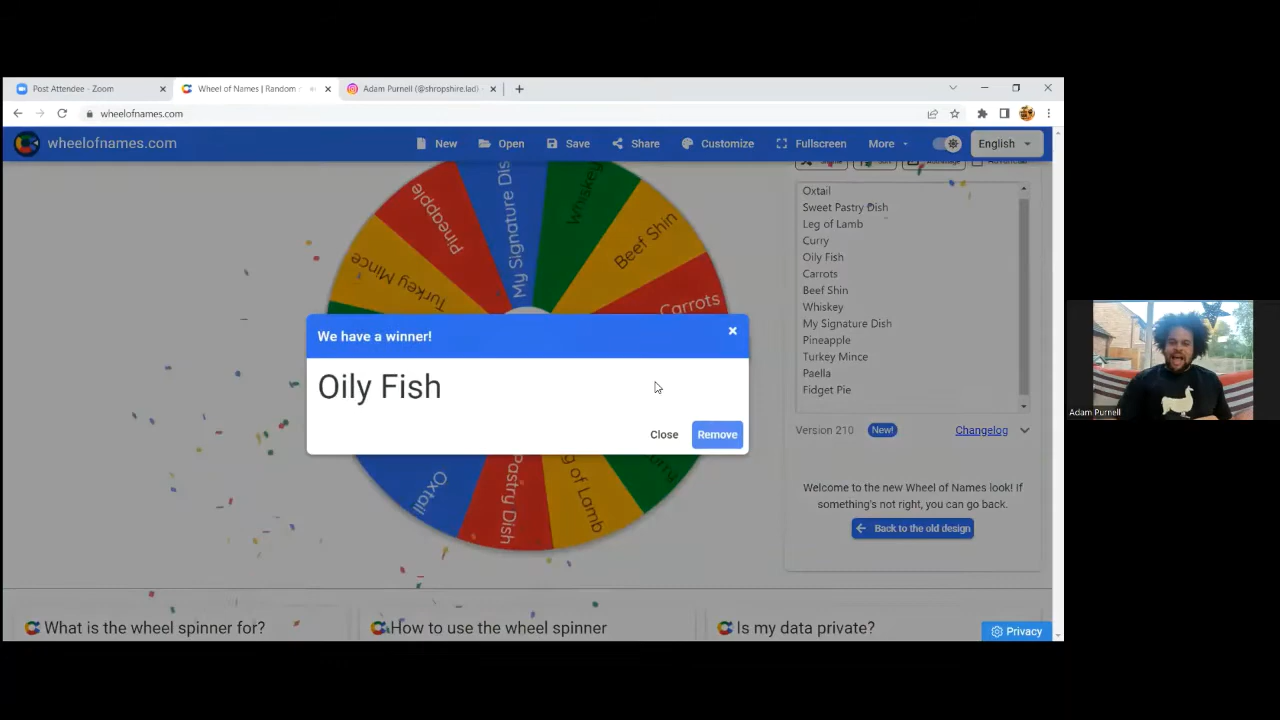 Post Attendee - Zoom
Wheel of Names | Random
Adam Purnell (@shropshire.lad) -
wheelofnames.com
wheelofnames.com
New
Open
Save
Share
Customize
Fullscreen
More
English
Oxtail
Sweet Pastry Dish
Leg of Lamb
Curry
Oily Fish
Carrots
Beef Shin
Whiskey
My Signature Dish
Pineapple
Turkey Mince
Paella
Fidget Pie
Pineapple
My Signature Dis
Whiskey
Beef Shin
Turkey Mince
Carrots
We have a winner!
Oily Fish
Close
Remove
Oxtail
Pastry Dish
g of Lamb
urry
Version 210
New!
Changelog
Welcome to the new Wheel of Names look! If
something's not right, you can go back.
Back to the old design
What is the wheel spinner for?
How to use the wheel spinner
Is my data private?
Privacy
Adam Purnell